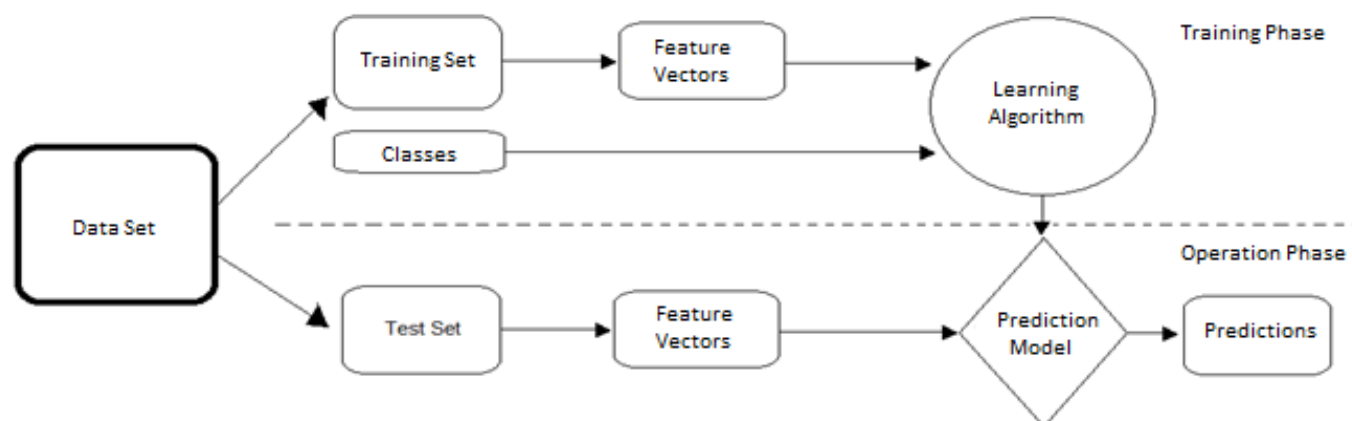 Training Set
Feature
Vectors
Learning
Algorithm
Training Phase
Classes
Data Set
Operation Phase
Test Set
Feature
Vectors
Prediction
Model
Predictions